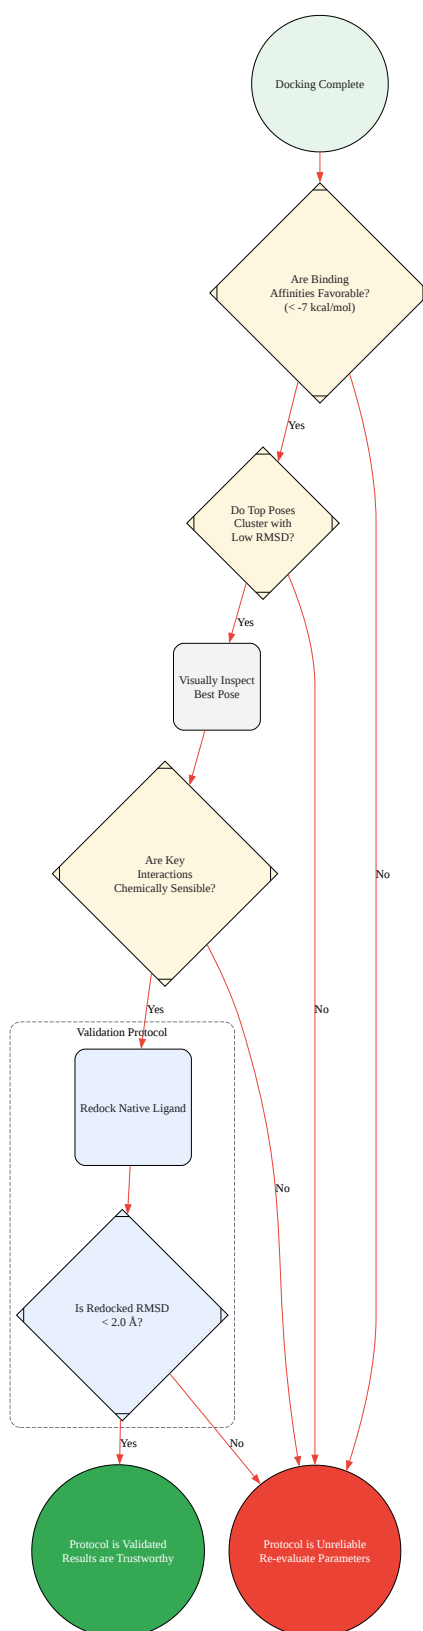 Docking Complete
Are Binding
Affinities Favorable?
(< -7 kcal/mol)
Yes
Do Top Poses
Cluster with
Low RMSD?
Yes
Visually Inspect
Best Pose
Are Key
Interactions
Chemically Sensible?
No
Yes
No
Validation Protocol
Redock Native Ligand
No
Is Redocked RMSD
< 2.0 Å?
Yes
No
Protocol is Validated
Results are Trustworthy
Protocol is Unreliable
Re-evaluate Parameters